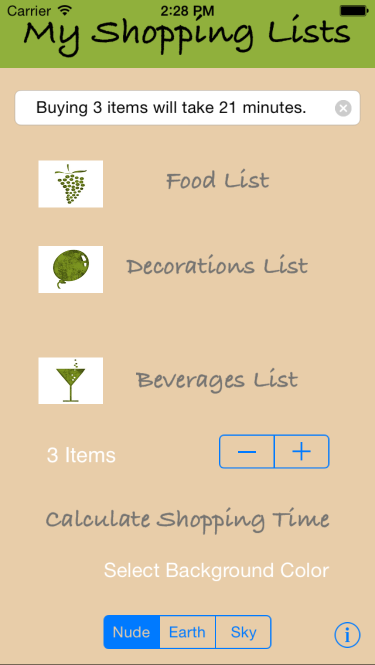 Carrier 2:28 PM
My Shopping Lists
Buying 3 items will take 21 minutes.
Food List
Decorations List
Beverages List
3 Items − +
Calculate Shopping Time
Select Background Color
Nude Earth Sky i